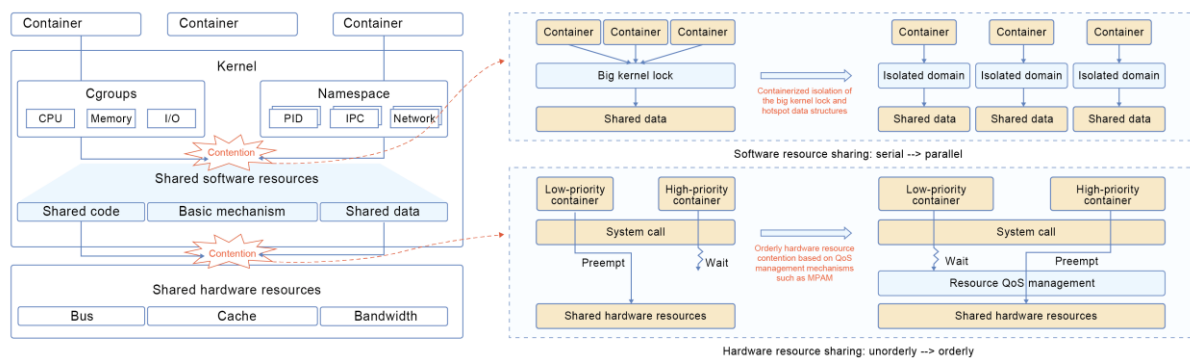 Container
Container
Container
Kernel
Cgroups
CPU
Memory
I/O
Namespace
PID
IPC
Network
Contention
Shared software resources
Shared code
Basic mechanism
Shared data
Contention
Shared hardware resources
Bus
Cache
Bandwidth
Container
Container
Container
Big kernel lock
Shared data
Containerized isolation of
the big kernel lock and
hotspot data structures
Container
Container
Container
Isolated domain
Isolated domain
Isolated domain
Shared data
Shared data
Shared data
Software resource sharing: serial --> parallel
Low-priority
container
High-priority
container
System call
Preempt
Wait
Shared hardware resources
Orderly hardware resource
contention based on QoS
management mechanisms
such as MPAM
Low-priority
container
High-priority
container
System call
Wait
Preempt
Resource QoS management
Shared hardware resources
Hardware resource sharing: unorderly --> orderly